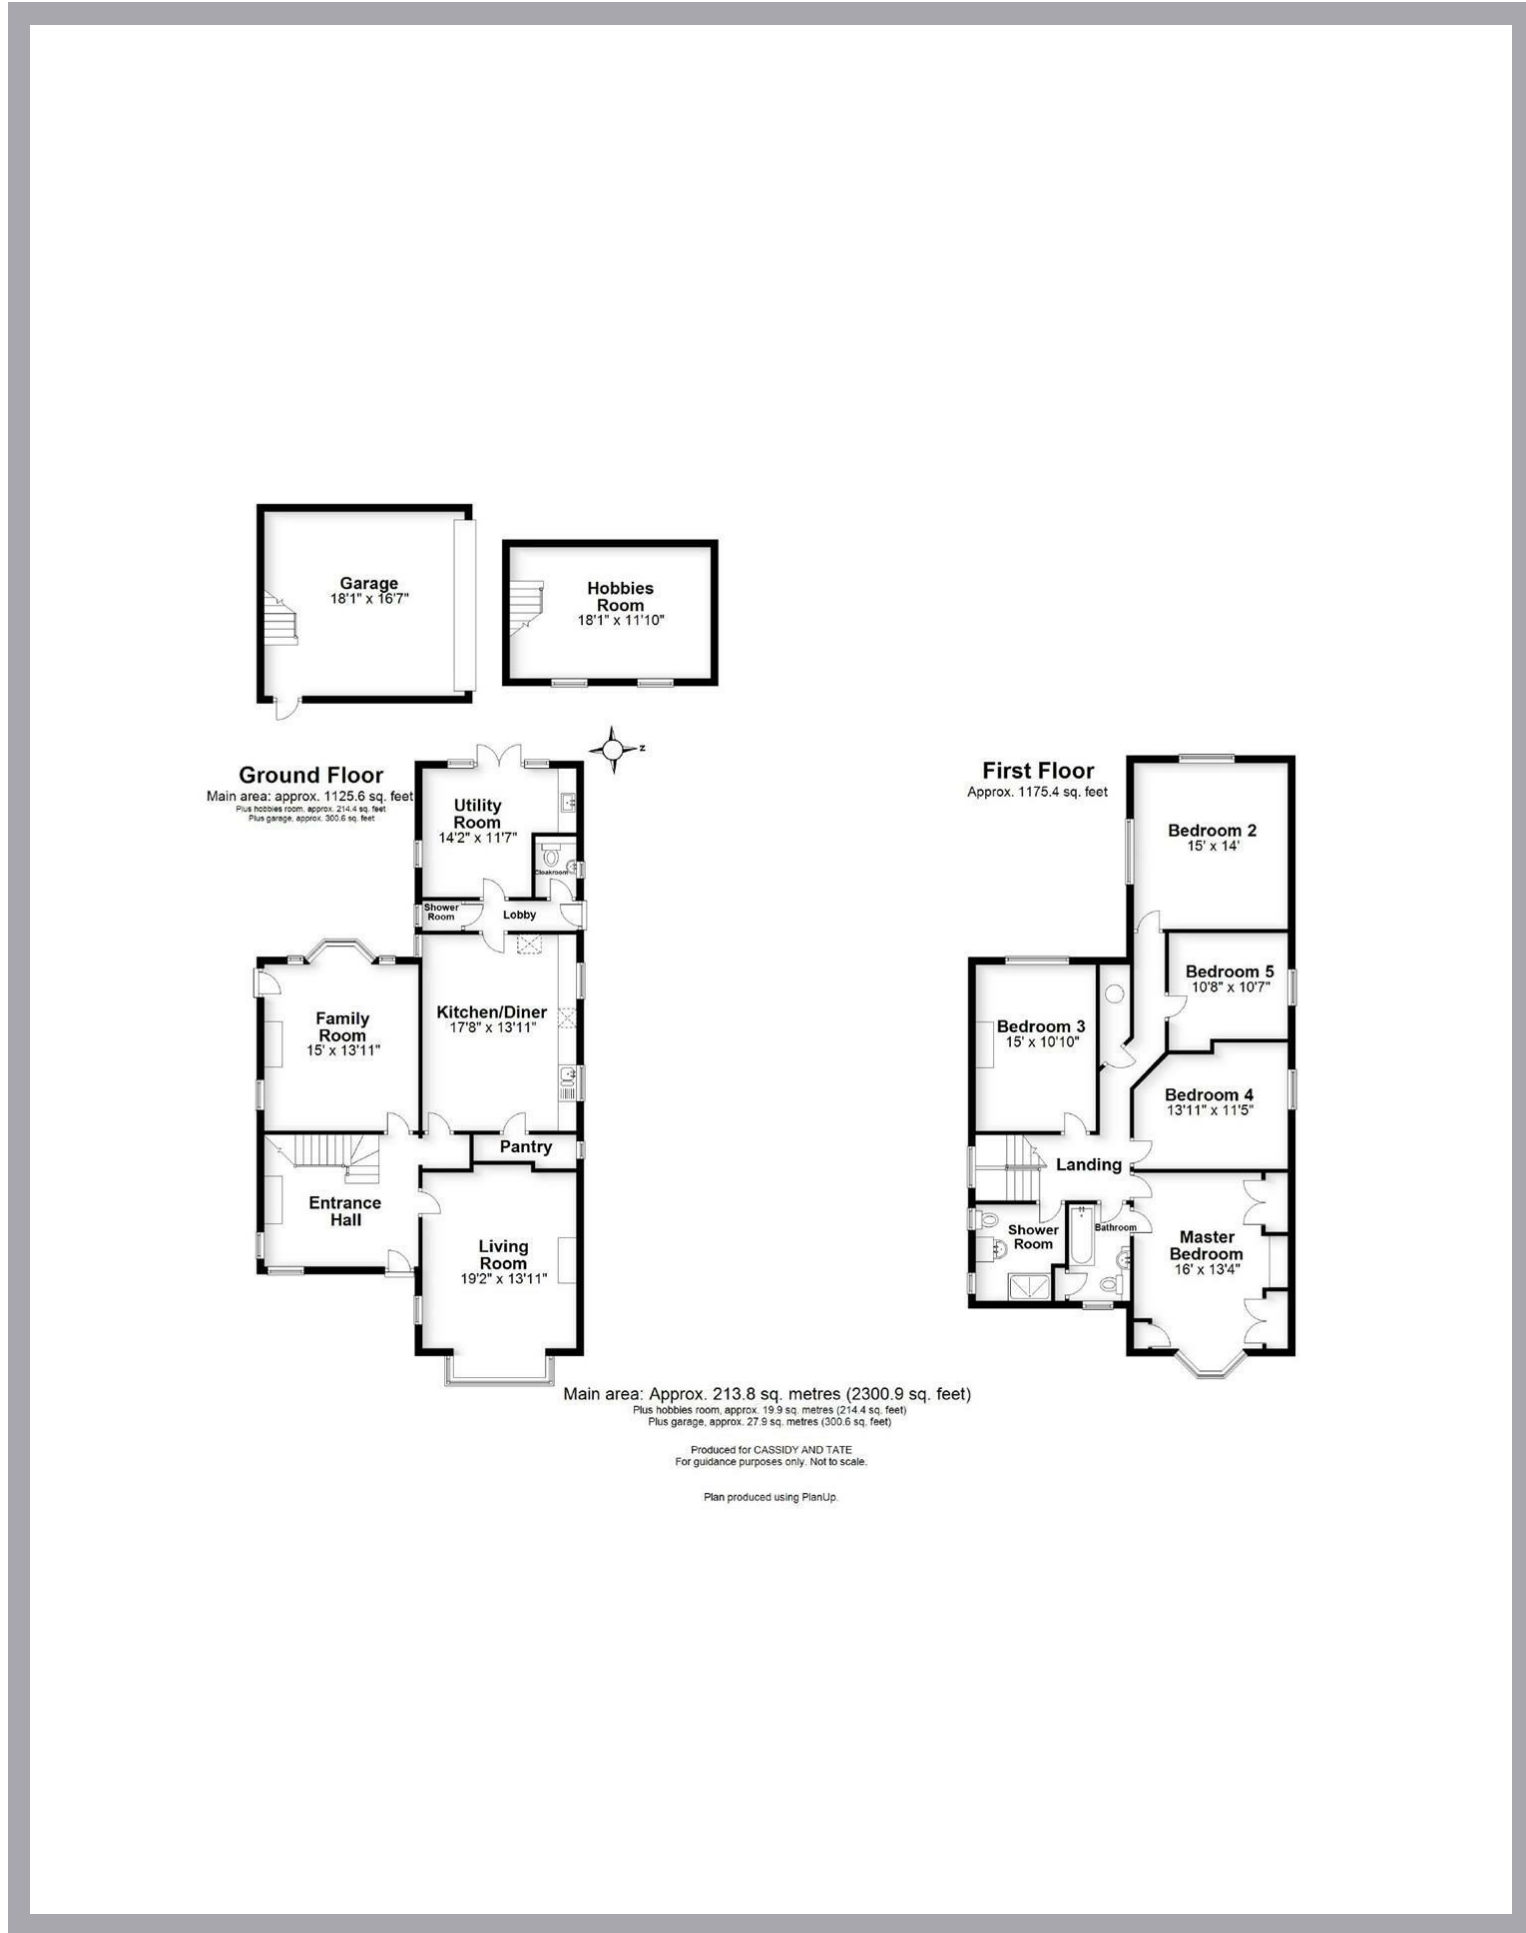 Garage
18'1" x 16'7"
Hobbies
Room
18'1" x 11'10"
Ground Floor
Main area: approx. 1125.6 sq. feet
Plus hobbies room, approx. 214.4 sq. feet
Plus garage, approx. 300.6 sq. feet
Z
Utility
Room
14'2" x 11'7"
Cloakroom
Shower
Room
Lobby
Kitchen/Diner
17'8" x 13'11"
Family
Room
15' x 13'11"
Pantry
Entrance
Hall
Living
Room
19'2" x 13'11"
First Floor
Approx. 1175.4 sq. feet
Bedroom 2
15' x 14'
Bedroom 5
10'8" x 10'7"
Bedroom 3
15' x 10'10"
Bedroom 4
13'11" x 11'5"
Landing
Shower
Room
Bathroom
Master
Bedroom
16' x 13'4"
Main area: Approx. 213.8 sq. metres (2300.9 sq. feet)
Plus hobbies room, approx. 19.9 sq. metres (214.4 sq. feet)
Plus garage, approx. 27.9 sq. metres (300.6 sq. feet)
Produced for CASSIDY AND TATE
For guidance purposes only. Not to scale.
Plan produced using PlanUp.